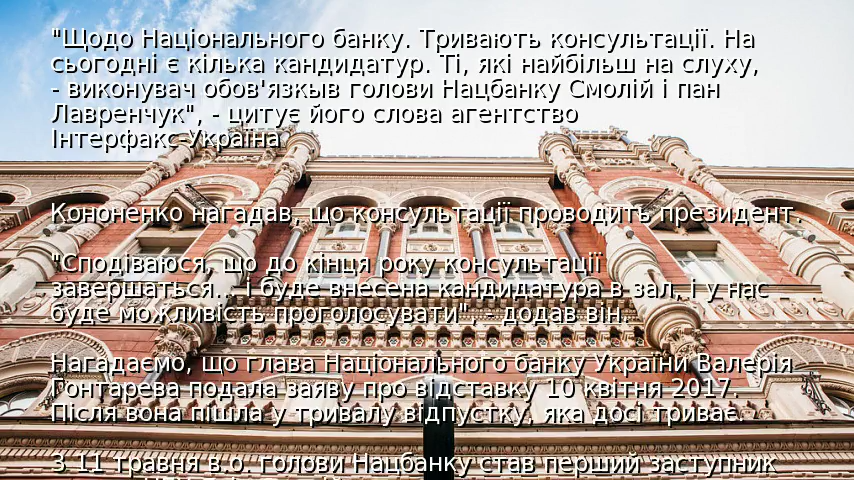 "Щодо Національного банку. Тривають консультації. На
сьогодні є кілька кандидатур. Ті, які найбільш на слуху,
- виконувач обов'язкыв голови Нацбанку Смолій і пан
Лавренчук", - цитує його слова агентство
Інтерфакс-Україна
Кононенко нагадав, що консультації проводить президент.
"Сподіваюся, що до кінця року консультації
завершаться... і буде внесена кандидатура в зал, і у нас
буде можливість проголосувати", - додав він.
Нагадаємо, що глава Національного банку України Валерія
Гонтарєва подала заяву про відставку 10 квітня 2017.
Після вона пішла у тривалу відпустку, яка досі триває.
З 11 травня в.о. голови Нацбанку став перший заступник